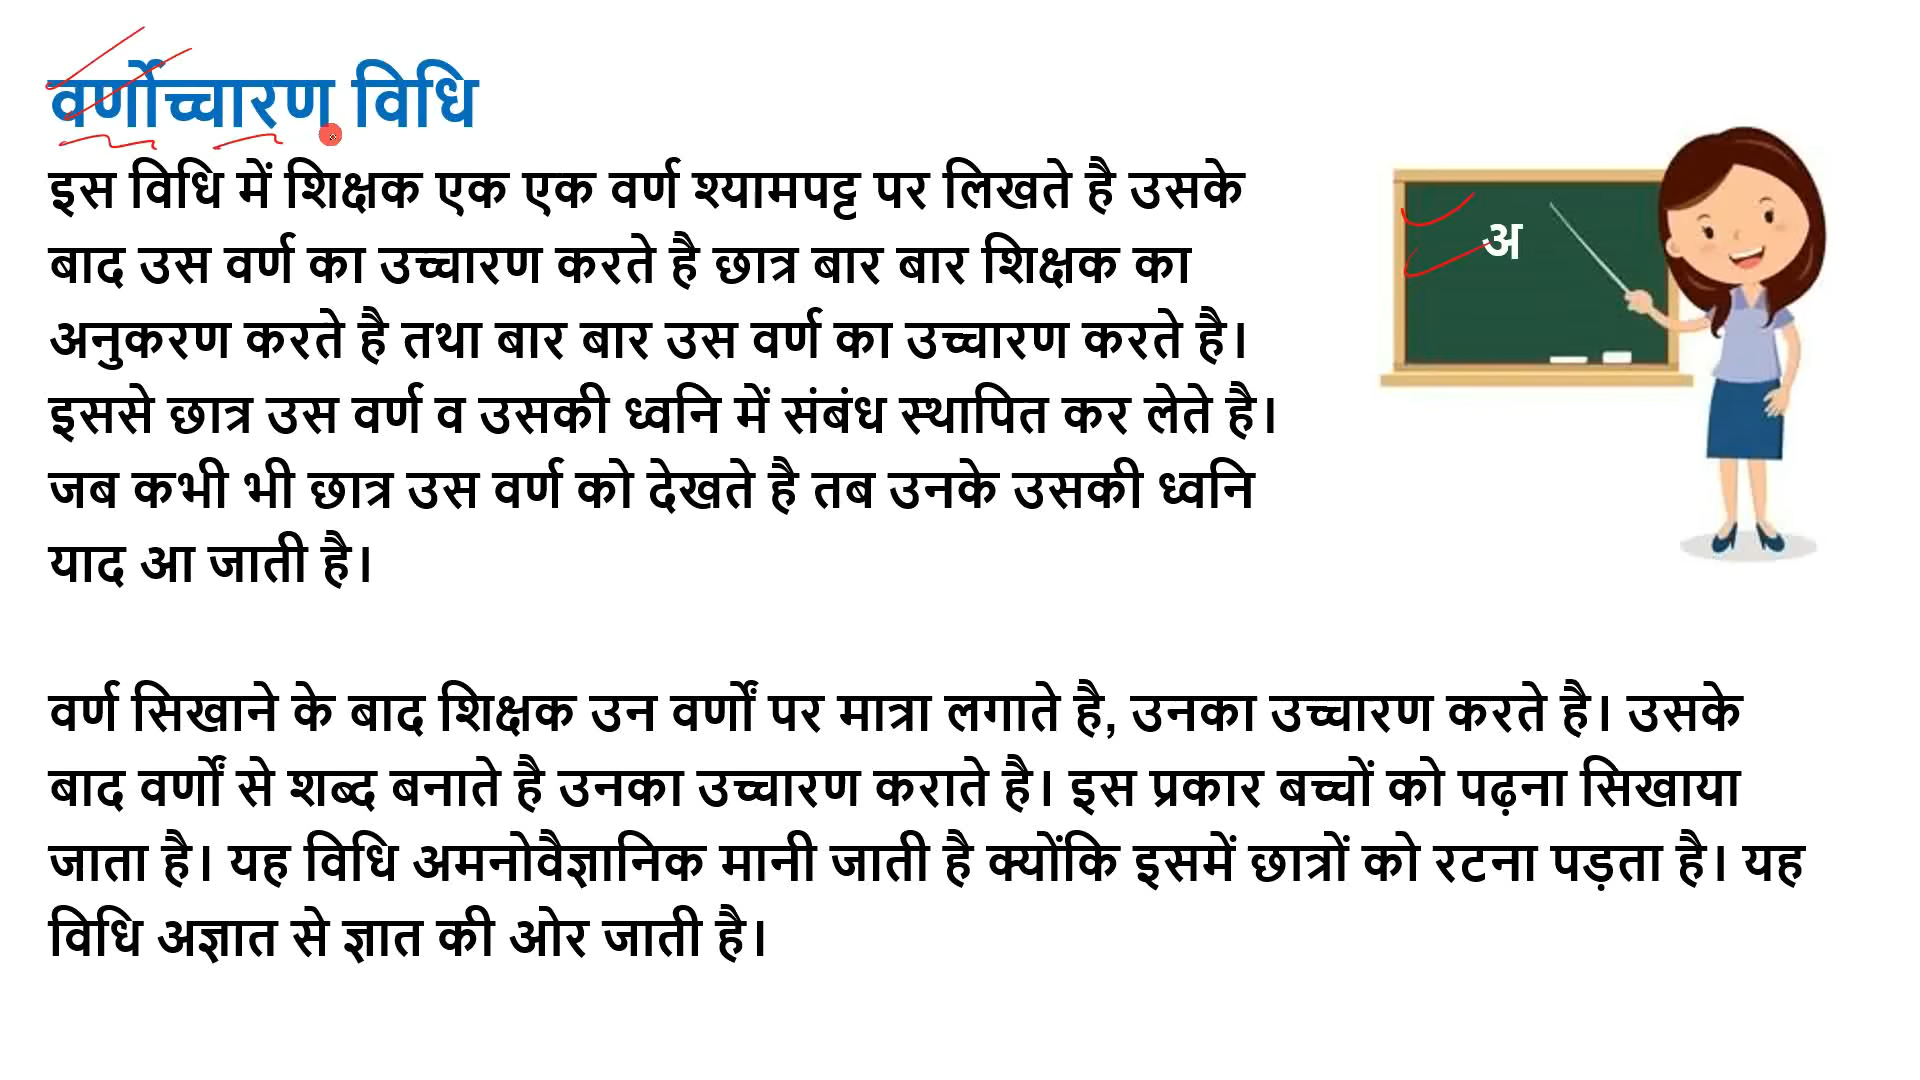 वर्णोच्चारण विधि
इस विधि में शिक्षक एक एक वर्ण श्यामपट्ट पर लिखते है उसके
बाद उस वर्ण का उच्चारण करते है छात्र बार बार शिक्षक का
अनुकरण करते है तथा बार बार उस वर्ण का उच्चारण करते है।
इससे छात्र उस वर्ण व उसकी ध्वनि में संबंध स्थापित कर लेते है।
जब कभी भी छात्र उस वर्ण को देखते है तब उनके उसकी ध्वनि
याद आ जाती है।
अ
वर्ण सिखाने के बाद शिक्षक उन वर्णों पर मात्रा लगाते है, उनका उच्चारण करते है। उसके
बाद वर्णों से शब्द बनाते है उनका उच्चारण कराते है। इस प्रकार बच्चों को पढ़ना सिखाया
जाता है। यह विधि अमनोवैज्ञानिक मानी जाती है क्योंकि इसमें छात्रों को रटना पड़ता है। यह
विधि अज्ञात से ज्ञात की ओर जाती है।